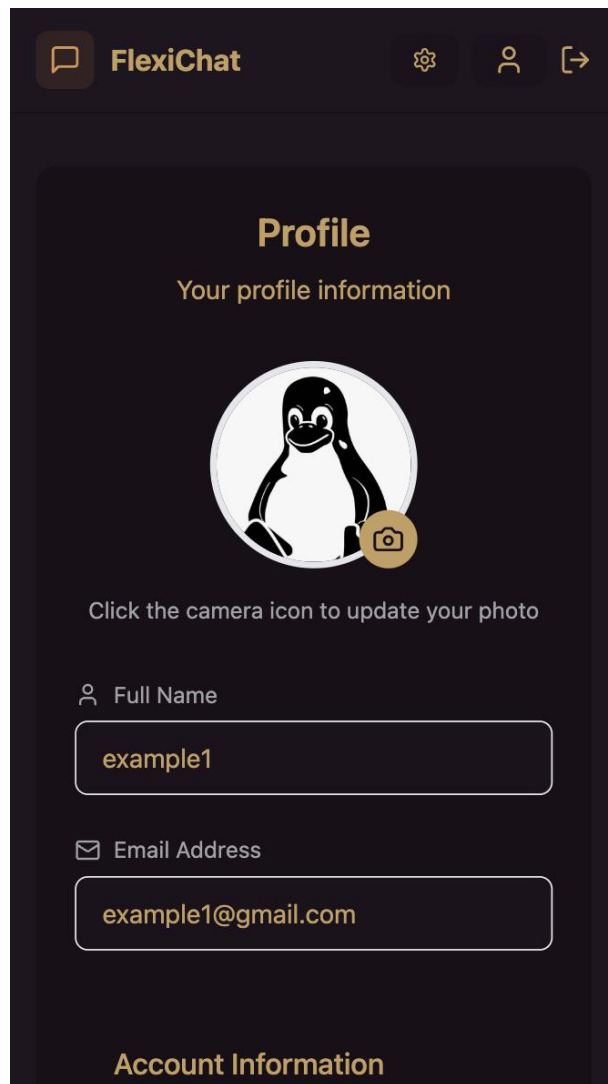 FlexiChat
Profile
Your profile information
Click the camera icon to update your photo
Full Name
example1
Email Address
example1@gmail.com
Account Information